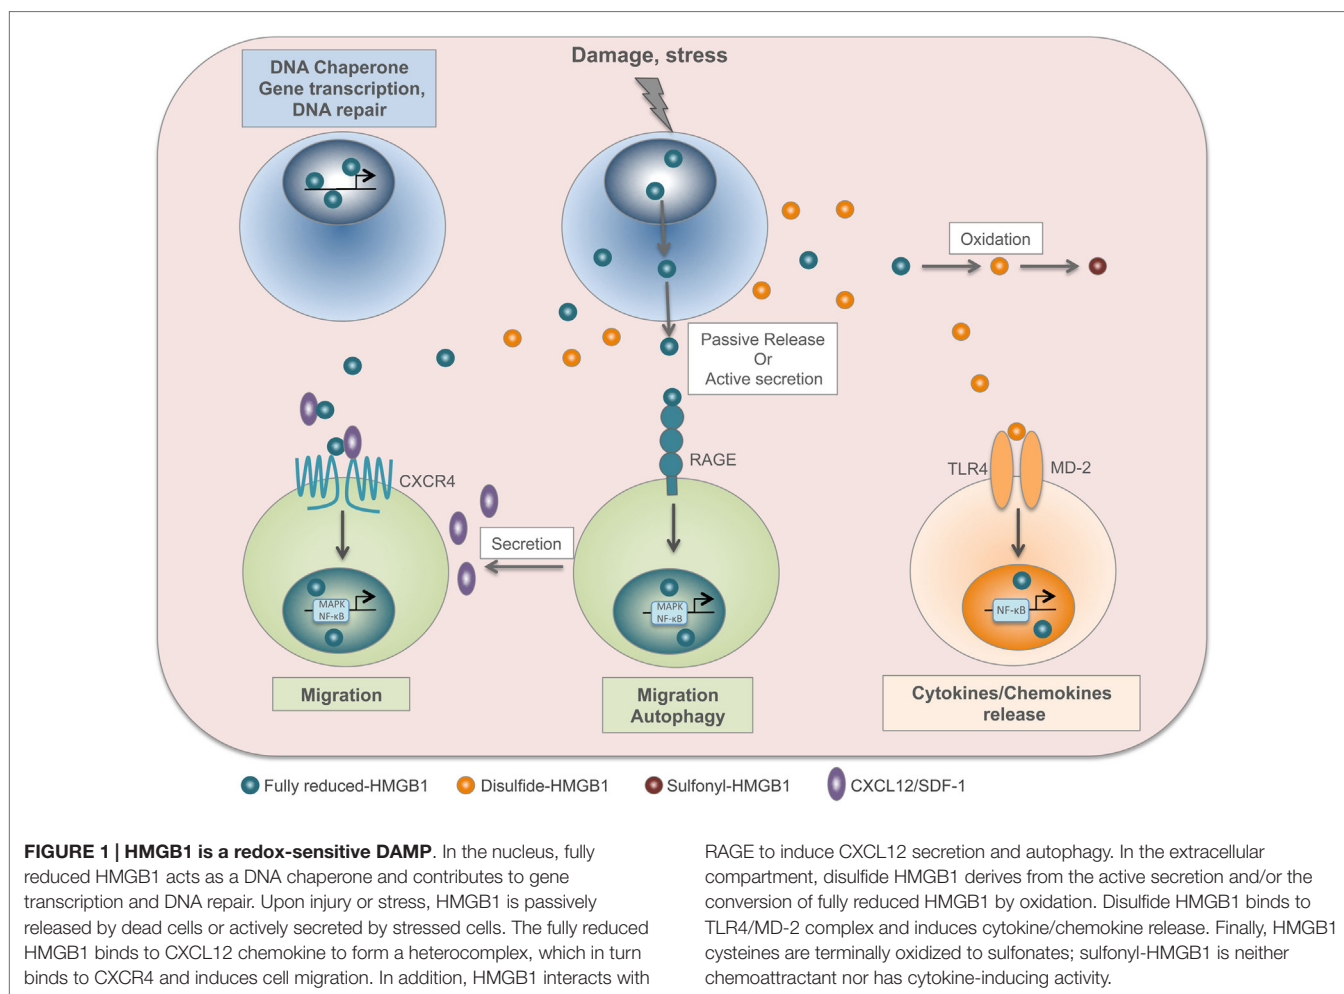 DNA Chaperone
Gene transcription,
DNA repair
Damage, stress
Oxidation
Passive Release
Or
Active secretion
CXCR4
RAGE
TLR4
MD-2
Secretion
MAPK
NF-κB
MAPK
NF-κB
NF-κB
Migration
Migration
Autophagy
Cytokines/Chemokines
release
Fully reduced-HMGB1
Disulfide-HMGB1
Sulfonyl-HMGB1
CXCL12/SDF-1
FIGURE 1 | HMGB1 is a redox-sensitive DAMP. In the nucleus, fully
reduced HMGB1 acts as a DNA chaperone and contributes to gene
transcription and DNA repair. Upon injury or stress, HMGB1 is passively
released by dead cells or actively secreted by stressed cells. The fully reduced
HMGB1 binds to CXCL12 chemokine to form a heterocomplex, which in turn
binds to CXCR4 and induces cell migration. In addition, HMGB1 interacts with
RAGE to induce CXCL12 secretion and autophagy. In the extracellular
compartment, disulfide HMGB1 derives from the active secretion and/or the
conversion of fully reduced HMGB1 by oxidation. Disulfide HMGB1 binds to
TLR4/MD-2 complex and induces cytokine/chemokine release. Finally, HMGB1
cysteines are terminally oxidized to sulfonates; sulfonyl-HMGB1 is neither
chemoattractant nor has cytokine-inducing activity.